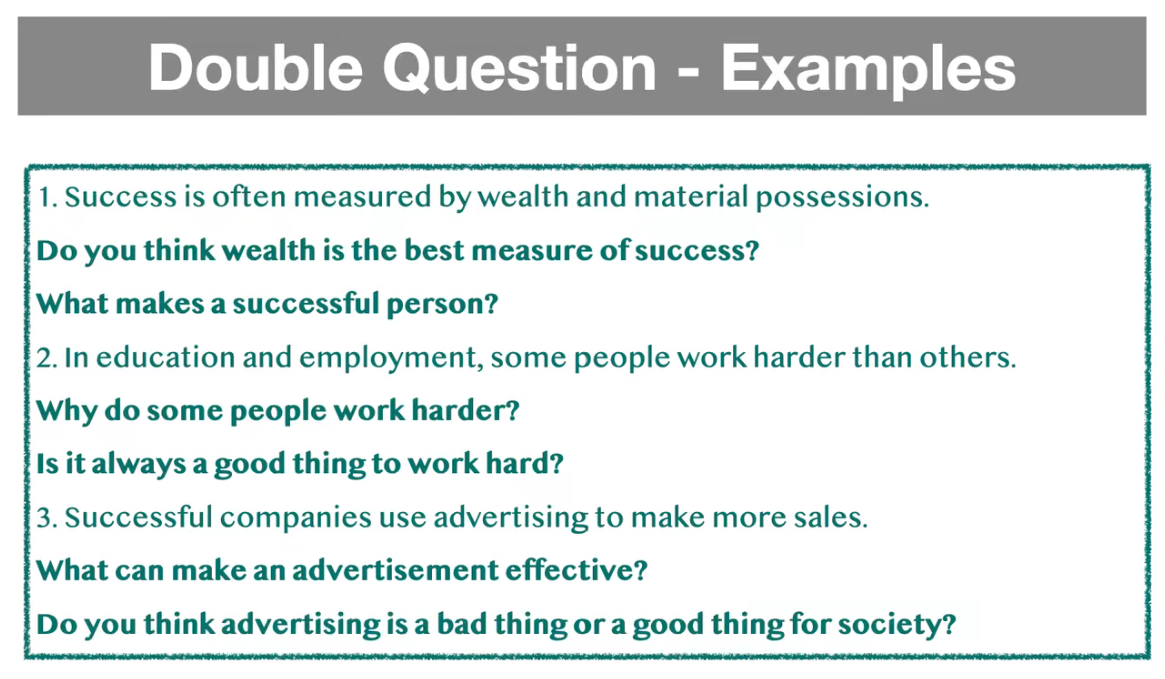 Double Question - Examples
1. Success is often measured by wealth and material possessions.
Do you think wealth is the best measure of success?
What makes a successful person?
2. In education and employment, some people work harder than others.
Why do some people work harder?
Is it always a good thing to work hard?
3. Successful companies use advertising to make more sales.
What can make an advertisement effective?
Do you think advertising is a bad thing or a good thing for society?